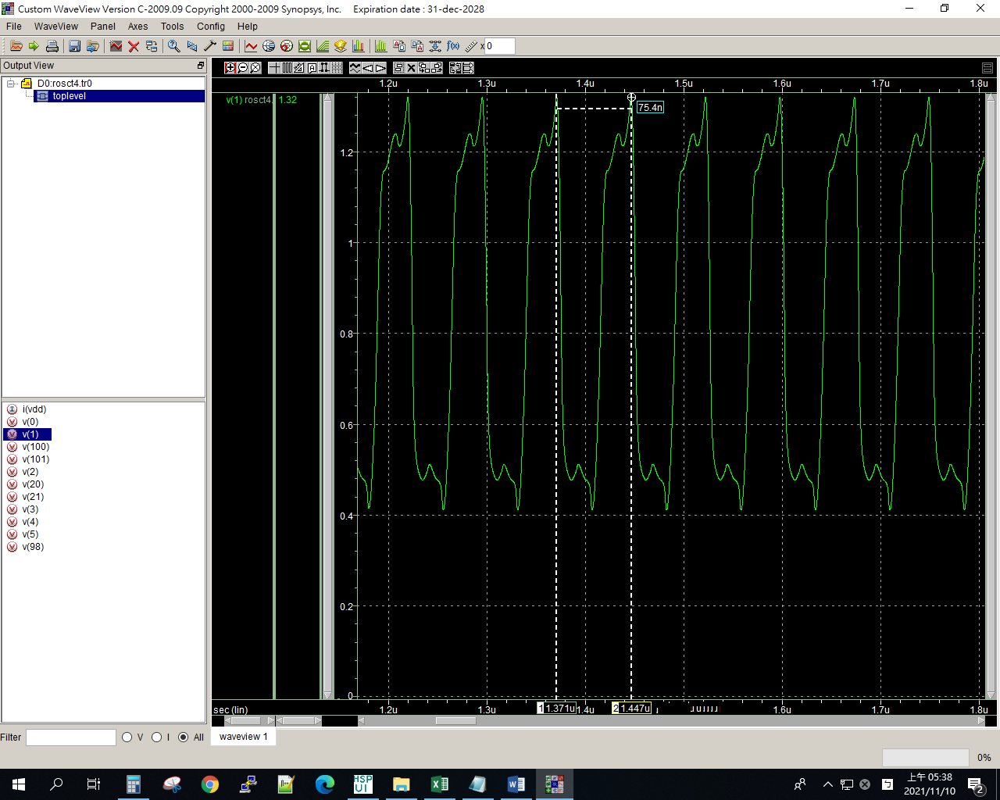 Custom WaveView Version C-2009.09 Copyright 2000-2009 Synopsys, Inc. Expiration date : 31-dec-2028
File WaveView Panel Axes Tools Config Help
x 0
Output View
D0:rosct4.tr0
toplevel
i(vdd)
v(0)
v(1)
v(100)
v(101)
v(2)
v(20)
v(21)
v(3)
v(4)
v(5)
v(98)
Filter V I All
1.2u 1.3u 1.4u 1.5u 1.6u 1.7u 1.8u
v(1) rosct4. 1.32
75.4n
1.2
1
0.8
0.6
0.4
0.2
0
sec (lin) 1.2u 1.3u 1 1.371u 1.4u 2 1.447u 1.6u 1.7u 1.8u
waveview 1
0%
HSP UI
上午 05:38
2021/11/10
2